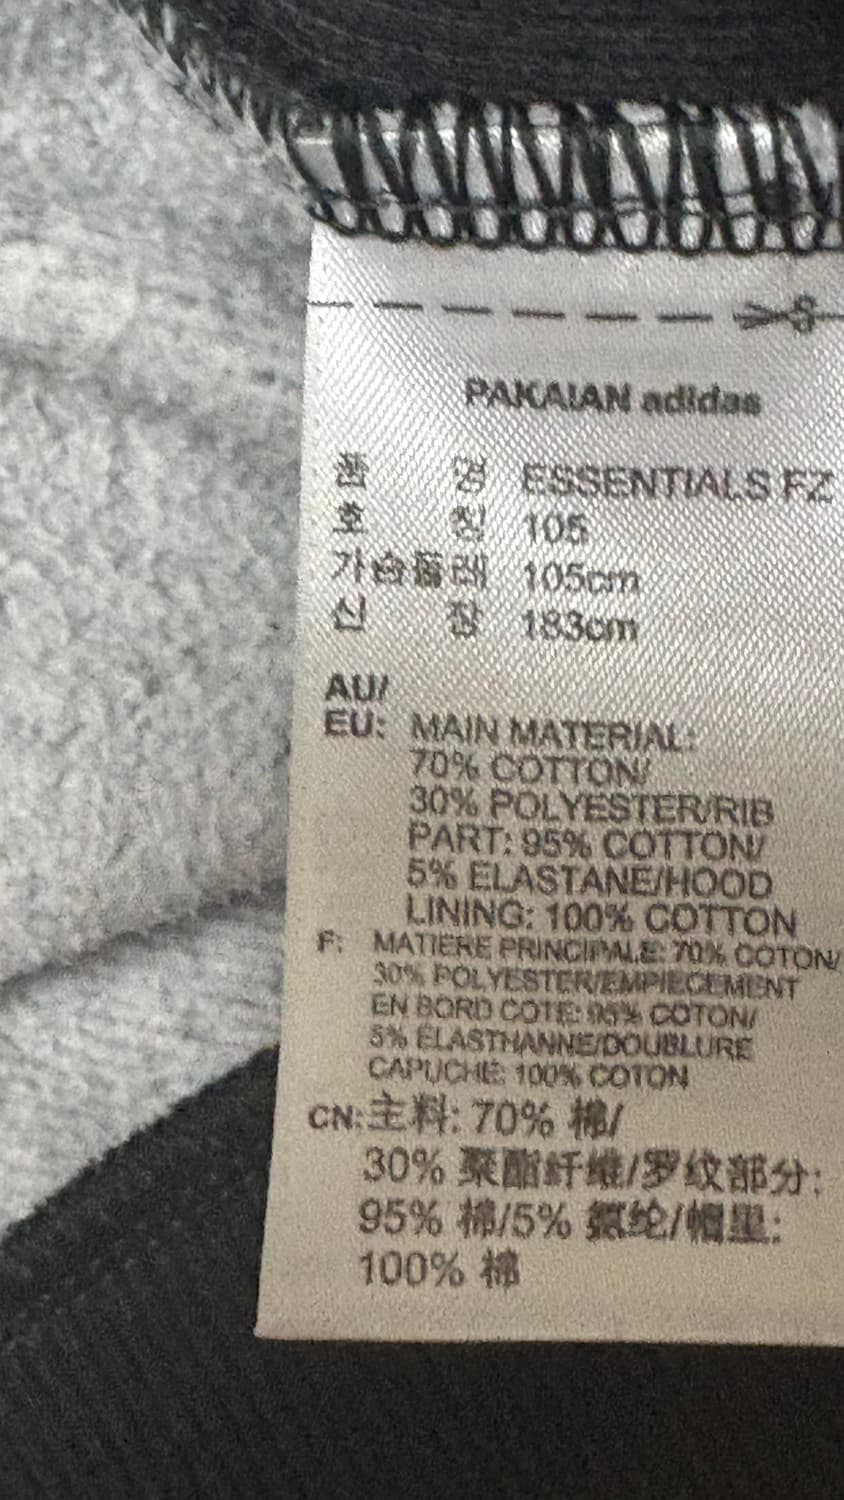 PAKAIAN adidas
품 명 ESSENTIALS FZ
호 칭 105
가슴둘레 105cm
신 장 183cm
AU/
EU: MAIN MATERIAL:
70% COTTON/
30% POLYESTER/RIB
PART: 95% COTTON/
5% ELASTANE/HOOD
LINING: 100% COTTON
F: MATIERE PRINCIPALE: 70% COTON/
30% POLYESTER/EMPIECEMENT
EN BORD COTE: 95% COTON/
5% ELASTHANNE/DOUBLURE
CAPUCHE: 100% COTON
CN: 主料: 70% 棉/
30% 聚酯纤维/罗纹部分:
95% 棉/5% 氨纶/帽里:
100% 棉